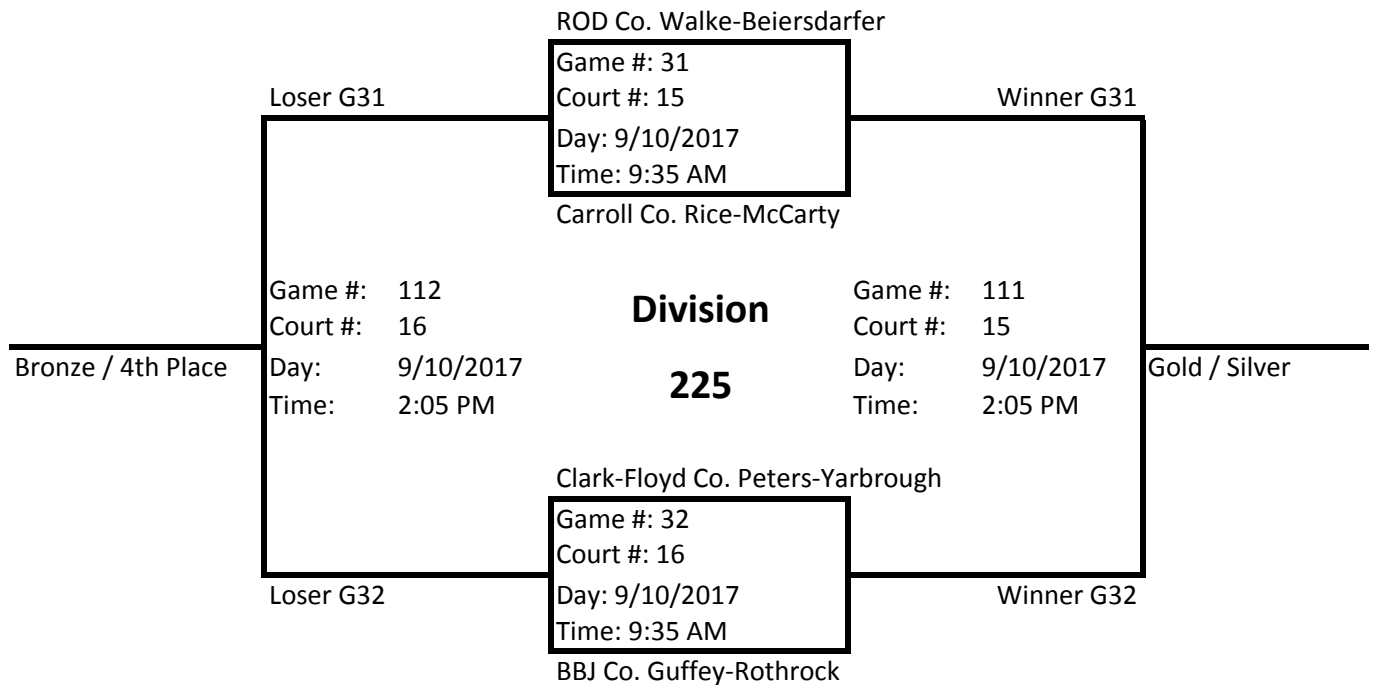 ROD Co. Walke-Beiersdarfer
Game #: 31
Loser G31 Court #: 15 Winner G31
Day: 9/10/2017
Time: 9:35 AM
Carroll Co. Rice-McCarty
Game #: 112 Division Game #: 111
Court #: 16 Court #: 15
Bronze / 4th Place Day: 9/10/2017 225 Day: 9/10/2017 Gold / Silver
Time: 2:05 PM Time: 2:05 PM
Clark-Floyd Co. Peters-Yarbrough
Game #: 32
Court #: 16
Loser G32 Day: 9/10/2017 Winner G32
Time: 9:35 AM
BBJ Co. Guffey-Rothrock